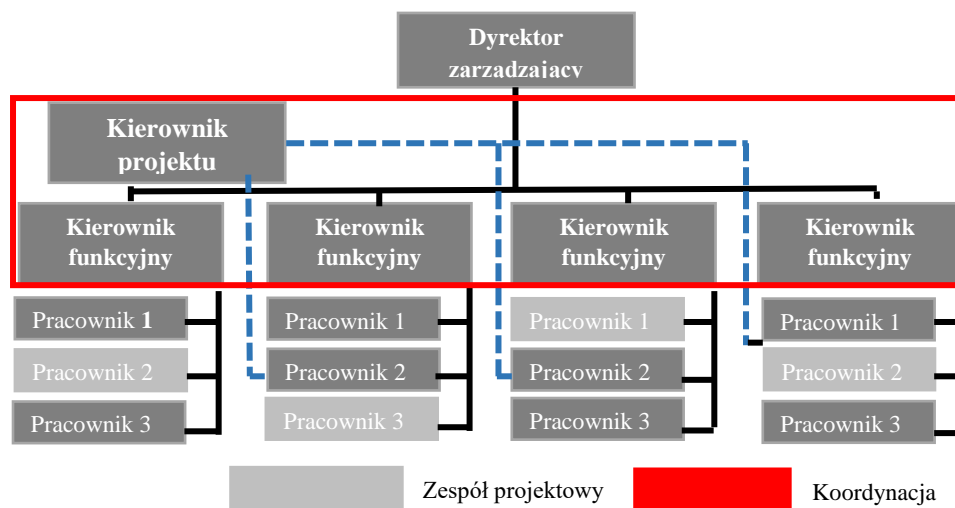 Dyrektor
zarządzający
Kierownik
projektu
Kierownik
funkcyjny
Kierownik
funkcyjny
Kierownik
funkcyjny
Kierownik
funkcyjny
Pracownik 1
Pracownik 2
Pracownik 3
Pracownik 1
Pracownik 2
Pracownik 3
Pracownik 1
Pracownik 2
Pracownik 3
Pracownik 1
Pracownik 2
Pracownik 3
Zespół projektowy
Koordynacja